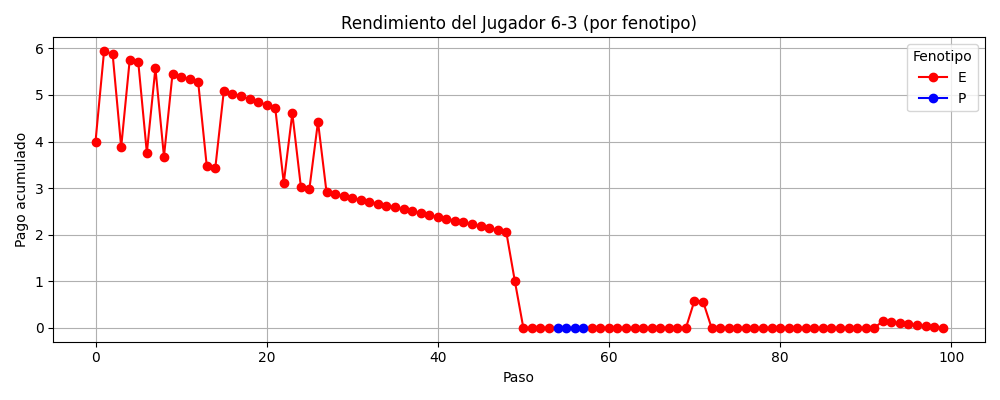 Rendimiento del Jugador 6-3 (por fenotipo)
Pago acumulado
6
5
4
3
2
1
0
0 20 40 60 80 100
Paso
Fenotipo
E
P